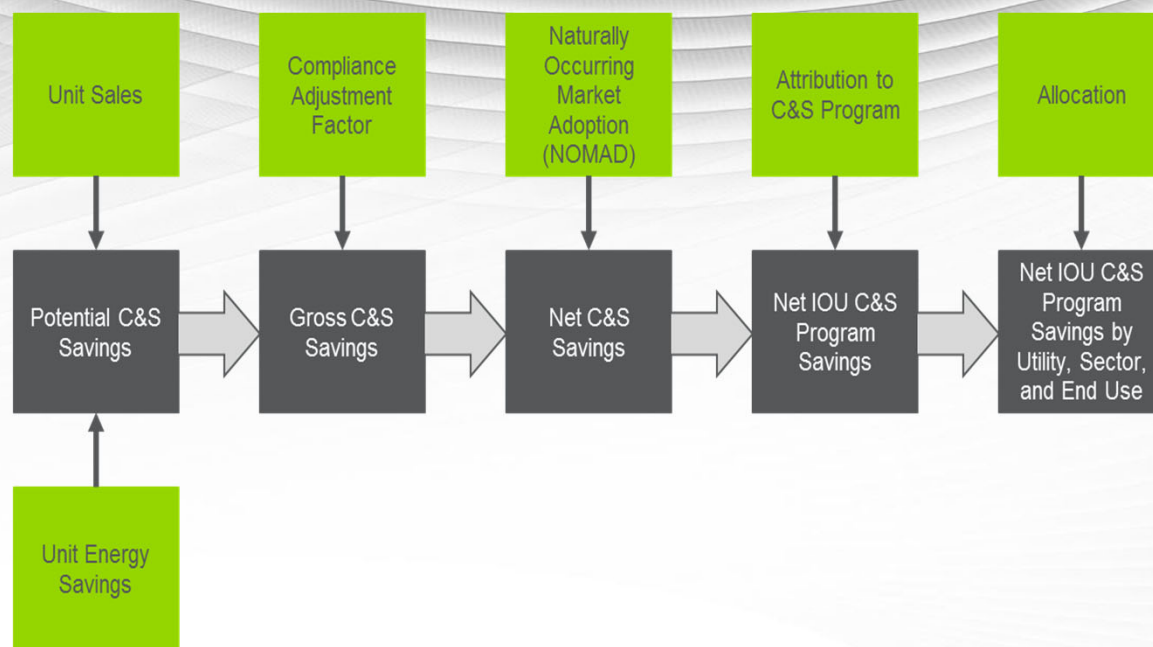 Unit Sales
Compliance
Adjustment
Factor
Naturally
Occurring
Market
Adoption
(NOMAD)
Attribution to
C&S Program
Allocation
Potential C&S
Savings
Gross C&S
Savings
Net C&S
Savings
Net IOU C&S
Program
Savings
Net IOU C&S
Program
Savings by
Utility, Sector,
and End Use
Unit Energy
Savings